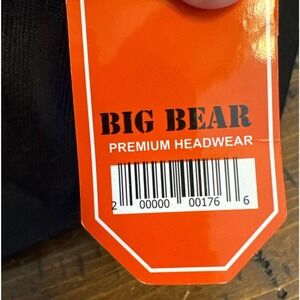 BIG BEAR
PREMIUM HEADWEAR
2 00000 00176 6